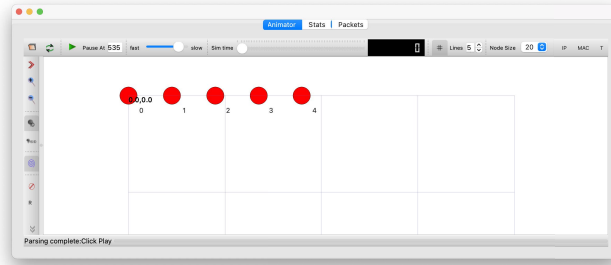 Animator Stats Packets
Pause At 535 fast slow Sim time 0 # Lines 5 Node Size 20 IP MAC T
0.0,0.0
0 1 2 3 4
Parsing complete:Click Play